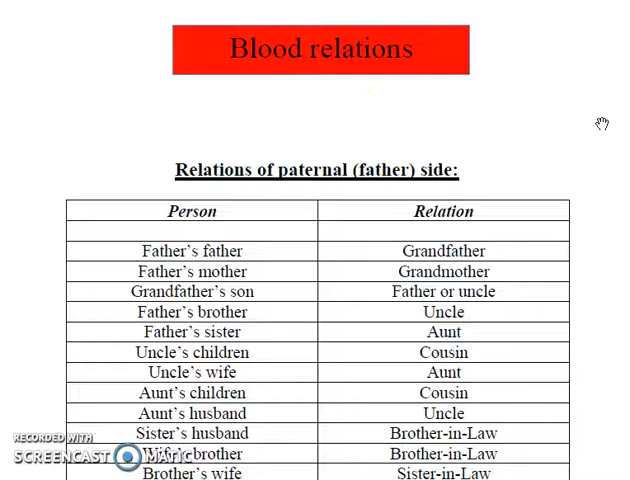 Blood relations
Relations of paternal (father) side:
Person Relation
Father’s father Grandfather
Father’s mother Grandmother
Grandfather’s son Father or uncle
Father’s brother Uncle
Father’s sister Aunt
Uncle’s children Cousin
Uncle’s wife Aunt
Aunt’s children Cousin
Aunt’s husband Uncle
Sister’s husband Brother-in-Law
Wife’s brother Brother-in-Law
Brother’s wife Sister-in-Law
RECORDED WITH
SCREENCAST MATIC